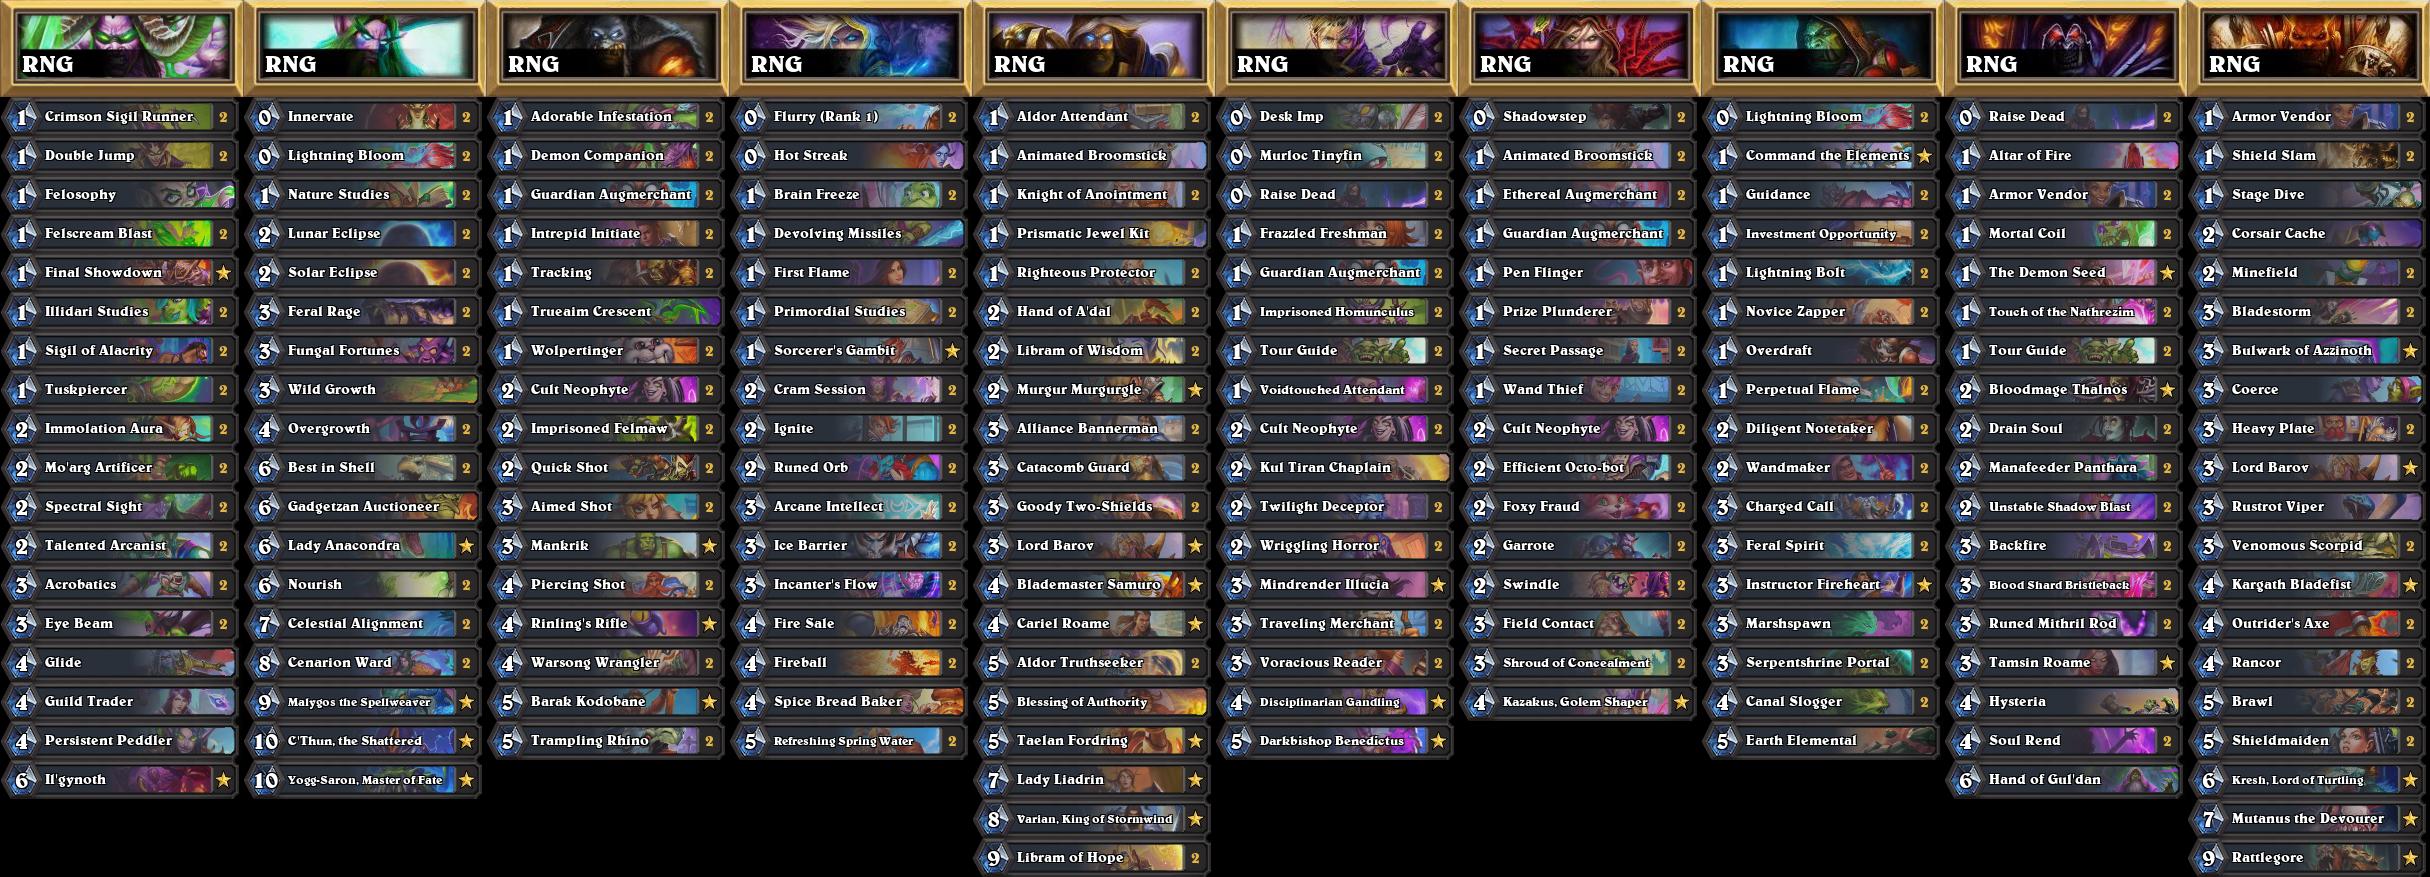 RNG
1 Crimson Sigil Runner 2
1 Double Jump 2
1 Felosophy
1 Felscream Blast 2
1 Final Showdown
1 Illidari Studies 2
1 Sigil of Alacrity 2
1 Tuskpiercer 2
2 Immolation Aura 2
2 Mo'arg Artificer 2
2 Spectral Sight 2
2 Talented Arcanist 2
3 Acrobatics 2
3 Eye Beam 2
4 Glide
4 Guild Trader
4 Persistent Peddler
6 Il'gynoth
RNG
0 Innervate 2
0 Lightning Bloom 2
1 Nature Studies 2
2 Lunar Eclipse 2
2 Solar Eclipse 2
3 Feral Rage 2
3 Fungal Fortunes 2
3 Wild Growth
4 Overgrowth 2
6 Best in Shell 2
6 Gadgetzan Auctioneer
6 Lady Anacondra
6 Nourish 2
7 Celestial Alignment 2
8 Cenarion Ward 2
9 Malygos the Spellweaver
10 C'Thun, the Shattered
10 Yogg-Saron, Master of Fate
RNG
1 Adorable Infestation 2
1 Demon Companion 2
1 Guardian Augmerchant 2
1 Intrepid Initiate 2
1 Tracking 2
1 Trueaim Crescent
1 Wolpertinger 2
2 Cult Neophyte 2
2 Imprisoned Felmaw 2
2 Quick Shot 2
3 Aimed Shot 2
3 Mankrik
4 Piercing Shot 2
4 Rinling's Rifle
4 Warsong Wrangler 2
5 Barak Kodobane
5 Trampling Rhino 2
RNG
0 Flurry (Rank 1) 2
0 Hot Streak
1 Brain Freeze 2
1 Devolving Missiles
1 First Flame 2
1 Primordial Studies 2
1 Sorcerer's Gambit
2 Cram Session 2
2 Ignite 2
2 Runed Orb 2
3 Arcane Intellect 2
3 Ice Barrier 2
3 Incanter's Flow 2
4 Fire Sale 2
4 Fireball 2
4 Spice Bread Baker
5 Refreshing Spring Water 2
RNG
1 Aldor Attendant 2
1 Animated Broomstick
1 Knight of Anointment 2
1 Prismatic Jewel Kit
1 Righteous Protector 2
2 Hand of A'dal 2
2 Libram of Wisdom 2
2 Murgur Murgurgle
3 Alliance Bannerman 2
3 Catacomb Guard 2
3 Goody Two-Shields 2
3 Lord Barov
4 Blademaster Samuro
4 Cariel Roame
5 Aldor Truthseeker 2
5 Blessing of Authority
5 Taelan Fordring
7 Lady Liadrin
8 Varian, King of Stormwind
9 Libram of Hope 2
RNG
0 Desk Imp 2
0 Murloc Tinyfin 2
0 Raise Dead 2
1 Frazzled Freshman 2
1 Guardian Augmerchant 2
1 Imprisoned Homunculus 2
1 Tour Guide 2
1 Voidtouched Attendant 2
2 Cult Neophyte 2
2 Kul Tiran Chaplain
2 Twilight Deceptor 2
2 Wriggling Horror 2
3 Mindrender Illucia
3 Traveling Merchant 2
3 Voracious Reader 2
4 Disciplinarian Gandling
5 Darkbishop Benedictus
RNG
0 Shadowstep 2
1 Animated Broomstick 2
1 Ethereal Augmerchant 2
1 Guardian Augmerchant 2
1 Pen Flinger
1 Prize Plunderer 2
1 Secret Passage 2
1 Wand Thief 2
2 Cult Neophyte 2
2 Efficient Octo-bot 2
2 Foxy Fraud 2
2 Garrote 2
2 Swindle 2
3 Field Contact 2
3 Shroud of Concealment 2
4 Kazakus, Golem Shaper
RNG
0 Lightning Bloom 2
1 Command the Elements
1 Guidance 2
1 Investment Opportunity 2
1 Lightning Bolt 2
1 Novice Zapper 2
1 Overdraft
1 Perpetual Flame 2
2 Diligent Notetaker 2
2 Wandmaker 2
3 Charged Call 2
3 Feral Spirit 2
3 Instructor Fireheart
3 Marshspawn 2
3 Serpentshrine Portal 2
4 Canal Slogger 2
5 Earth Elemental
RNG
0 Raise Dead 2
1 Altar of Fire
1 Armor Vendor 2
1 Mortal Coil 2
1 The Demon Seed
1 Touch of the Nathrezim 2
1 Tour Guide 2
2 Bloodmage Thalnos
2 Drain Soul 2
2 Manafeeder Panthara 2
2 Unstable Shadow Blast 2
3 Backfire 2
3 Blood Shard Bristleback 2
3 Runed Mithril Rod 2
3 Tamsin Roame
4 Hysteria
4 Soul Rend 2
6 Hand of Gul'dan
RNG
1 Armor Vendor 2
1 Shield Slam 2
1 Stage Dive
2 Corsair Cache
2 Minefield 2
3 Bladestorm 2
3 Bulwark of Azzinoth
3 Coerce
3 Heavy Plate 2
3 Lord Barov
3 Rustrot Viper
3 Venomous Scorpid 2
4 Kargath Bladefist
4 Outrider's Axe 2
4 Rancor 2
5 Brawl 2
5 Shieldmaiden 2
6 Kresh, Lord of Turtling
7 Mutanus the Devourer
9 Rattlegore